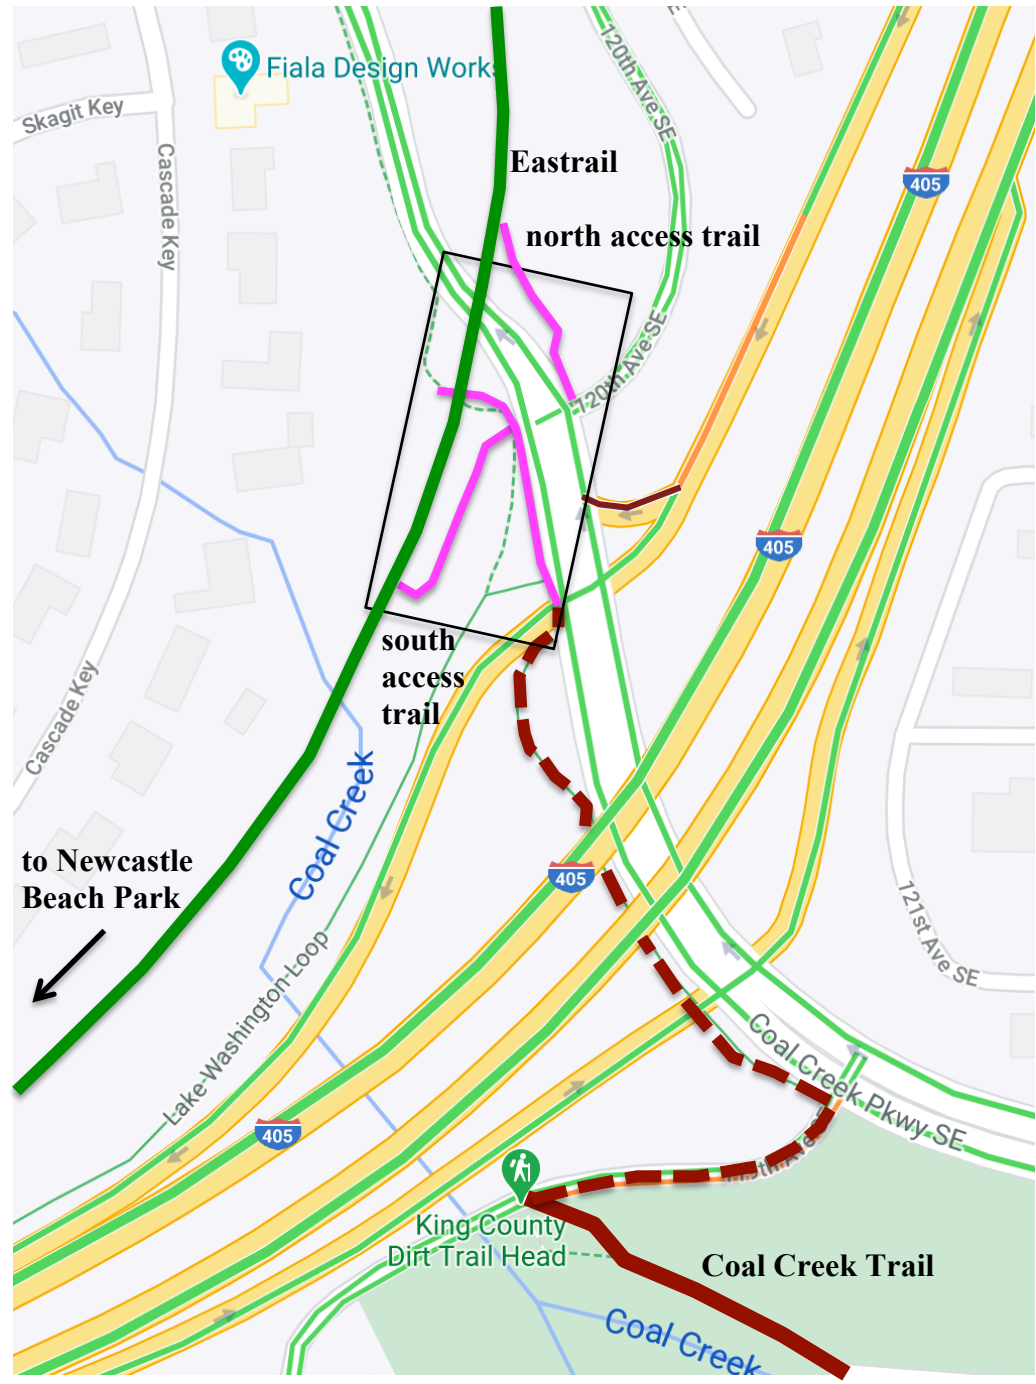 Fiala Design Works
120th Ave SE
Skagit Key
Cascade Key
Eastrail
405
north access trail
120th Ave SE
405
south
access
trail
Cascade Key
Coal Creek
to Newcastle
Beach Park
405
121st Ave SE
Lake Washington Loop
Coal Creek Pkwy SE
405
King County
Dirt Trail Head
Coal Creek Trail
Coal Creek